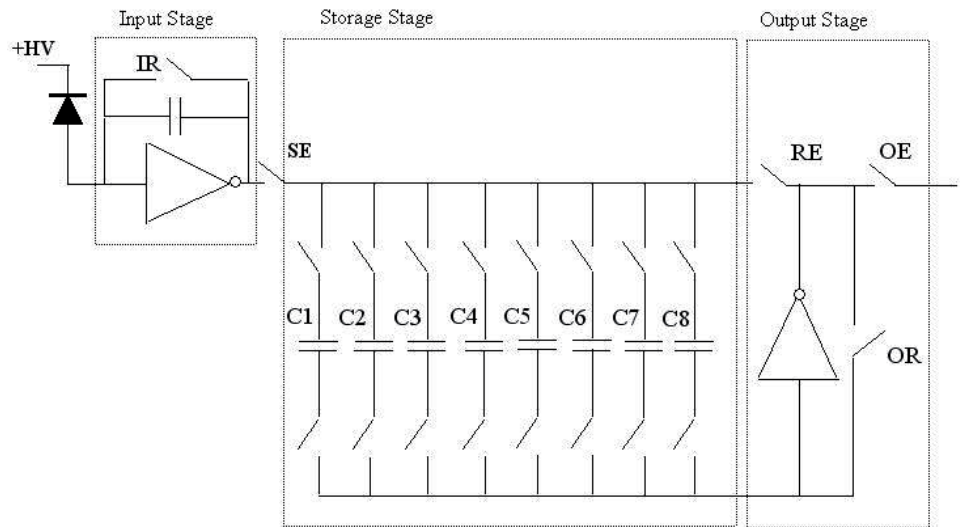 Input Stage
Storage Stage
Output Stage
+HV
IR
SE
RE
OE
C1
C2
C3
C4
C5
C6
C7
C8
OR